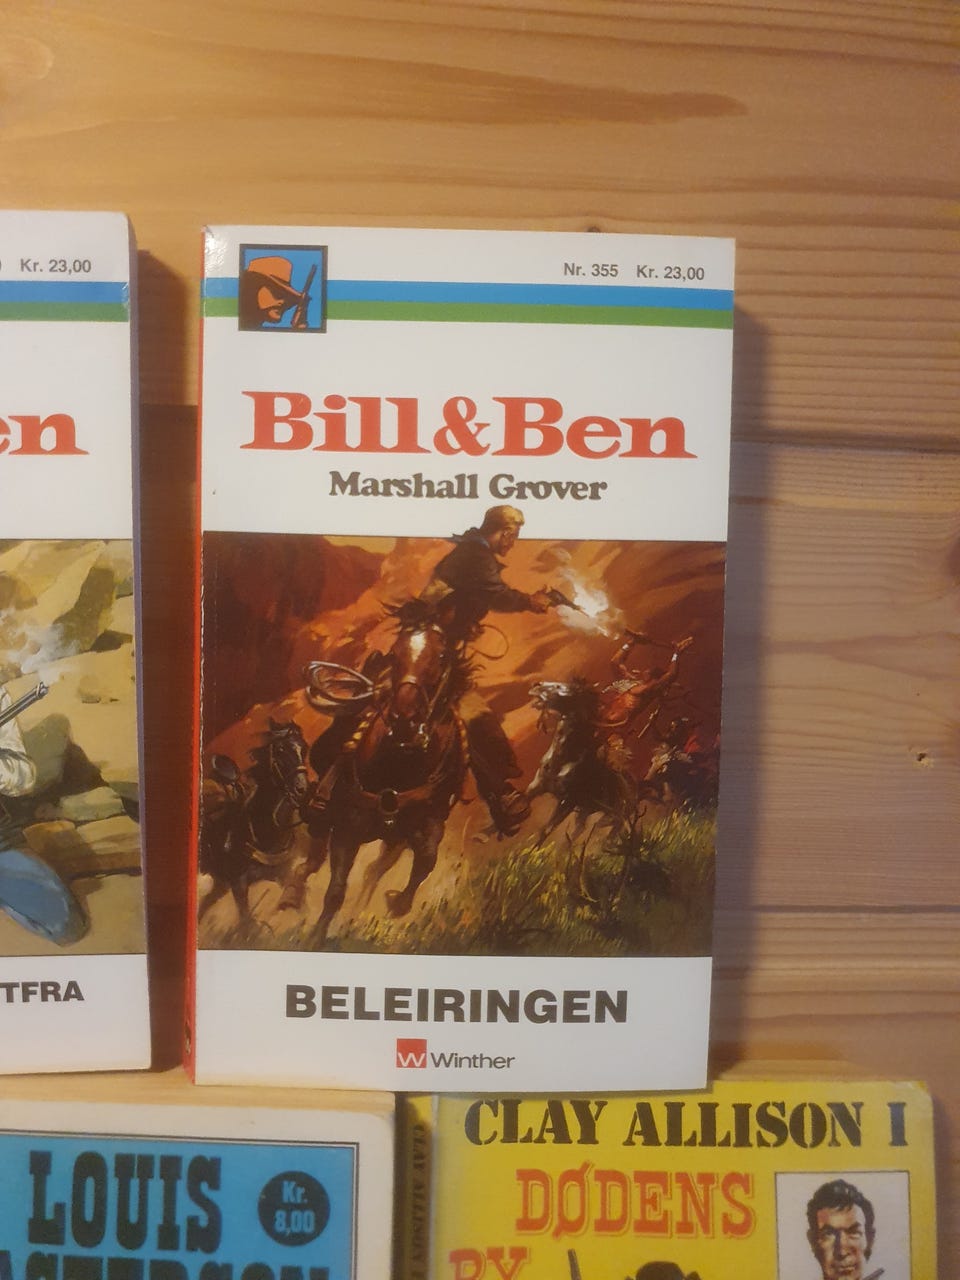 Kr. 23,00
en
TFRA
Nr. 355 Kr. 23,00
Bill&Ben
Marshall Grover
BELEIRINGEN
W Winther
LOUIS
Kr.
8,00
CLAY ALLISON I
DØDENS
BY